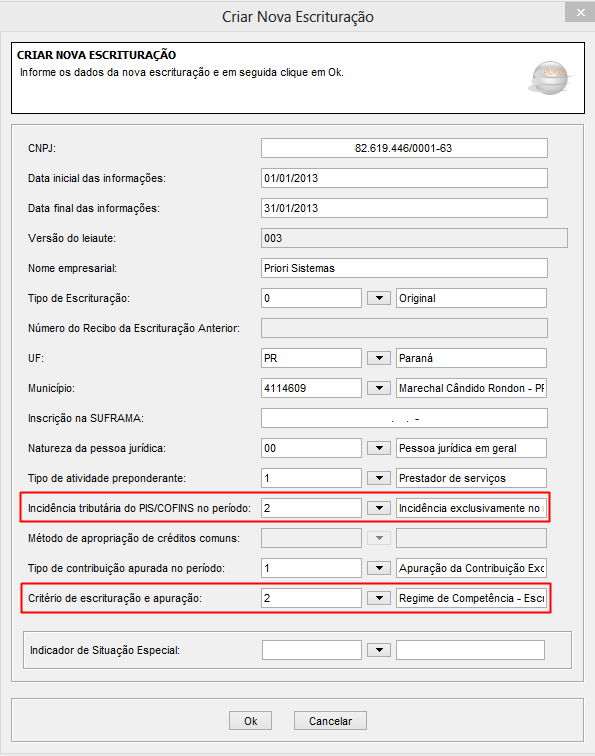 Criar Nova Escrituração
CRIAR NOVA ESCRITURAÇÃO
Informe os dados da nova escrituração e em seguida clique em Ok.
CNPJ: 82.619.446/0001-63
Data inicial das informações: 01/01/2013
Data final das informações: 31/01/2013
Versão do leiaute: 003
Nome empresarial: Priori Sistemas
Tipo de Escrituração: 0 Original
Número do Recibo da Escrituração Anterior:
UF: PR Paraná
Município: 4114609 Marechal Cândido Rondon - PR
Inscrição na SUFRAMA: . . -
Natureza da pessoa jurídica: 00 Pessoa jurídica em geral
Tipo de atividade preponderante: 1 Prestador de serviços
Incidência tributária do PIS/COFINS no período: 2 Incidência exclusivamente no
Método de apropriação de créditos comuns:
Tipo de contribuição apurada no período: 1 Apuração da Contribuição Exc
Critério de escrituração e apuração: 2 Regime de Competência - Escr
Indicador de Situação Especial:
Ok Cancelar